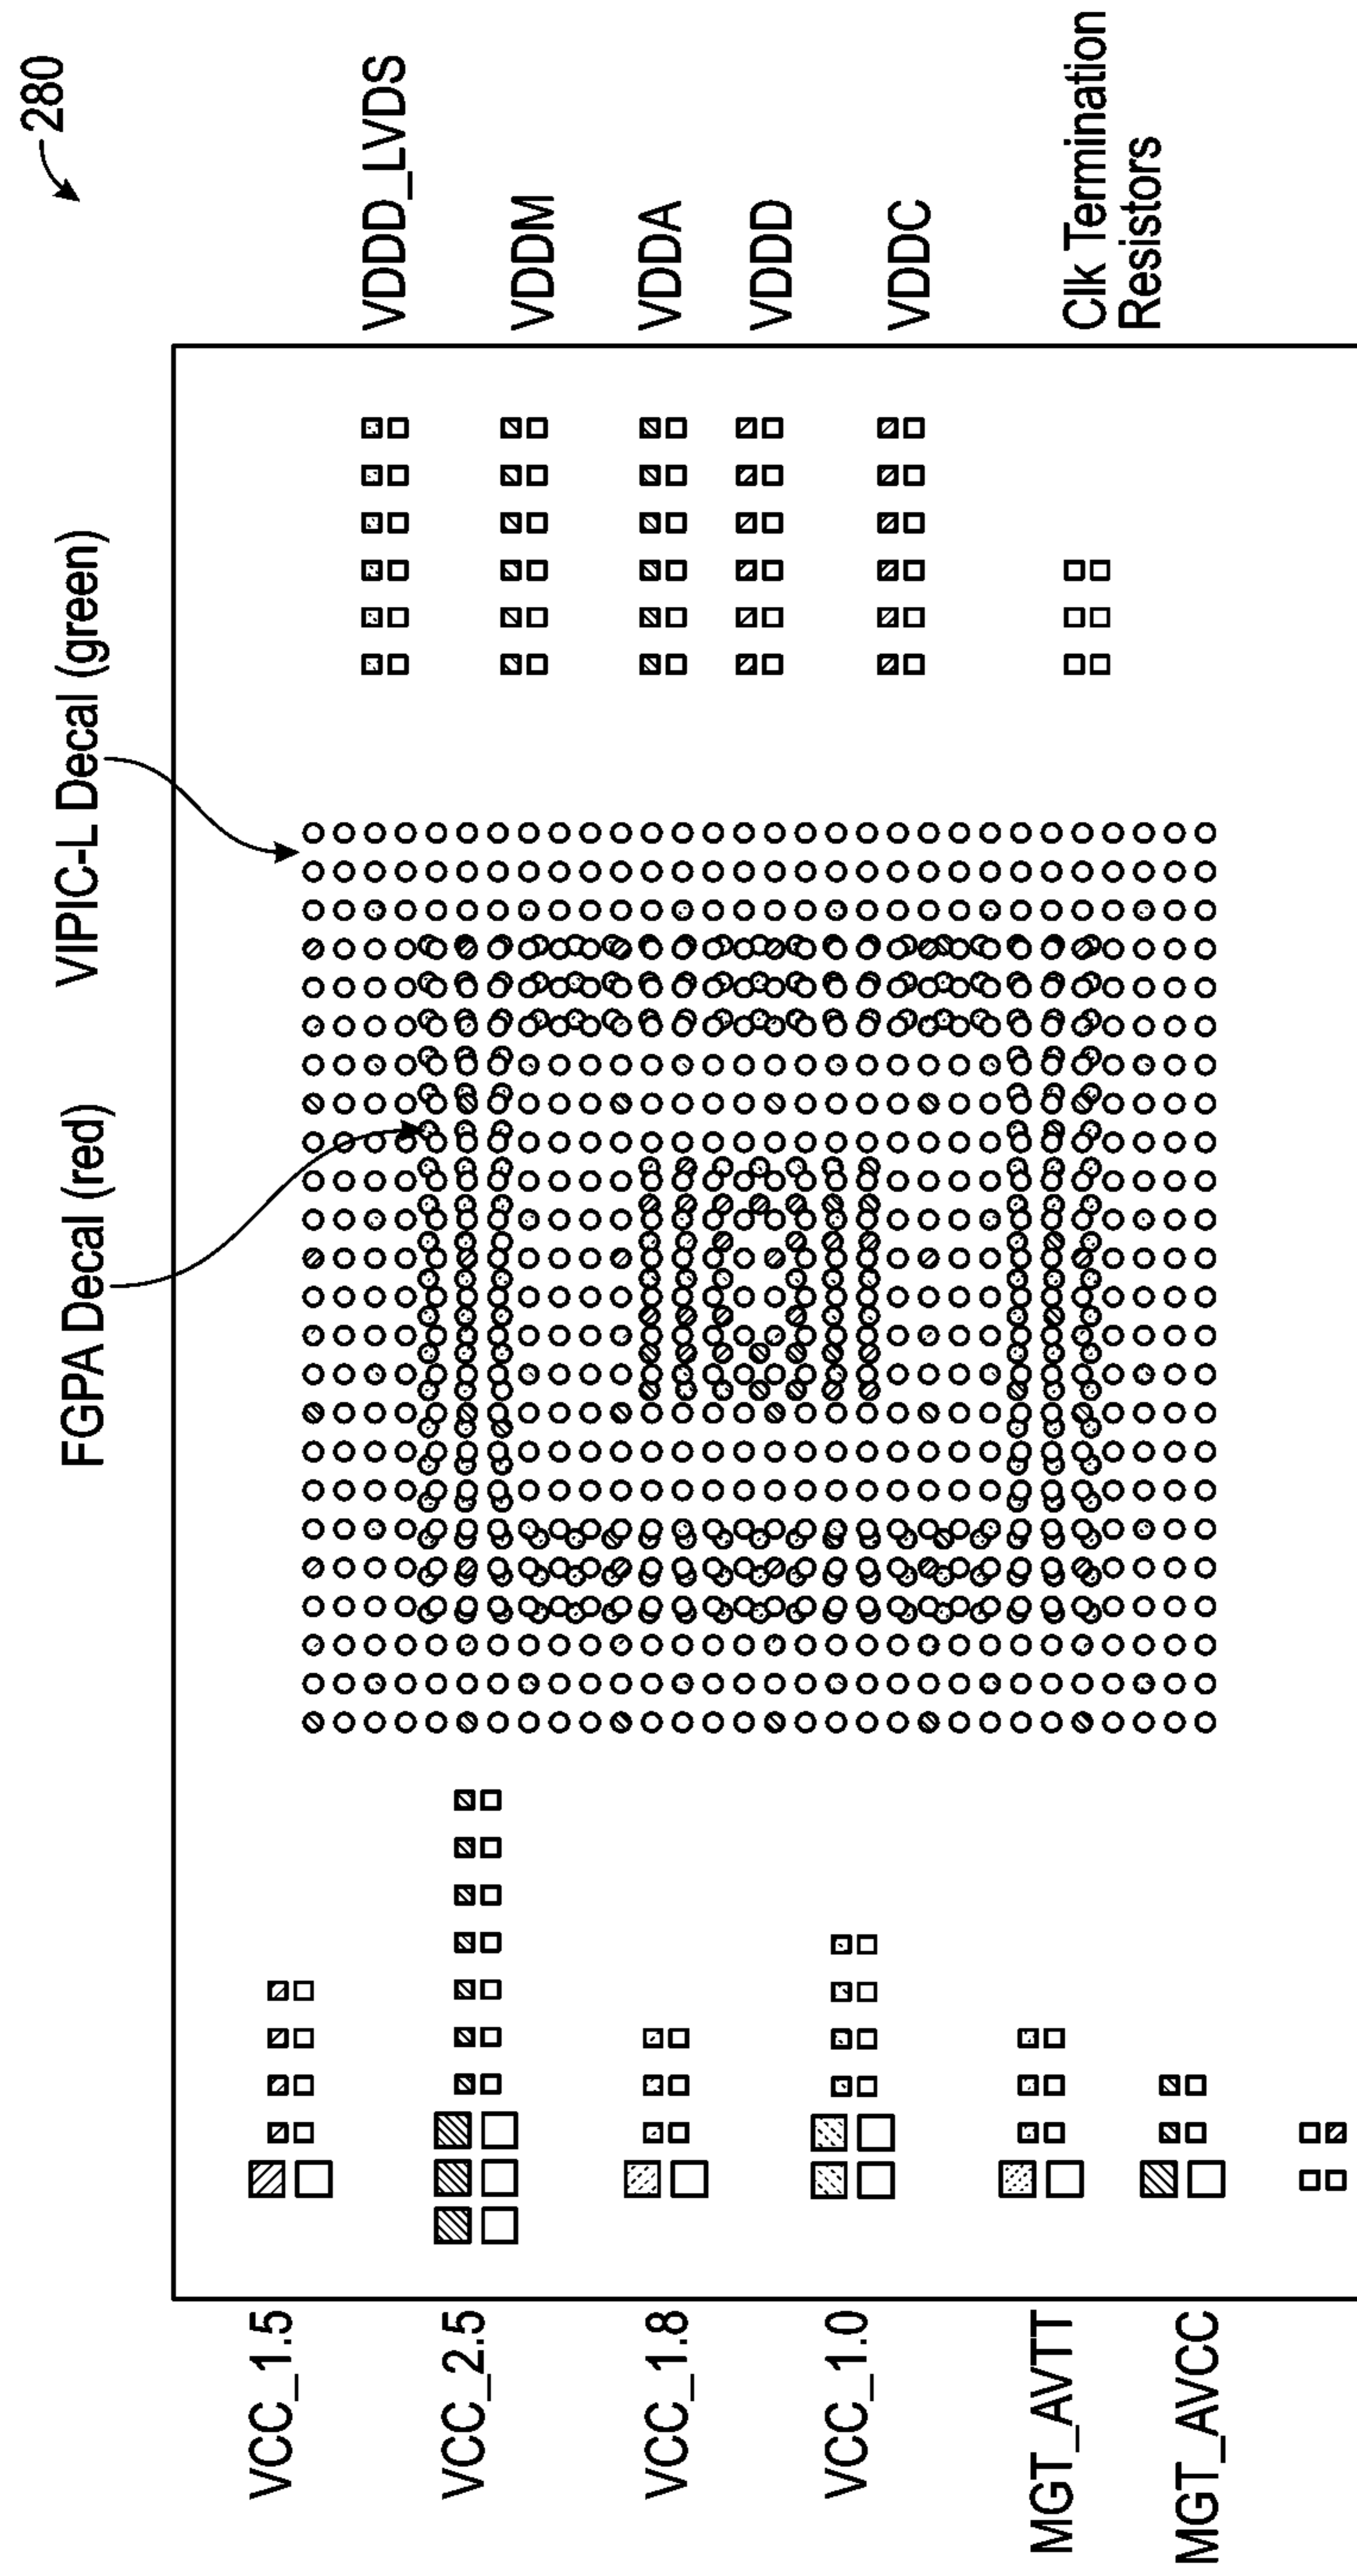 280
VIPIC-L Decal (green)
FGPA Decal (red)
VCC_1.5
VCC_2.5
VCC_1.8
VCC_1.0
MGT_AVTT
MGT_AVCC
VDDD_LVDS
VDDM
VDDA
VDDD
VDDC
Clk Termination
Resistors